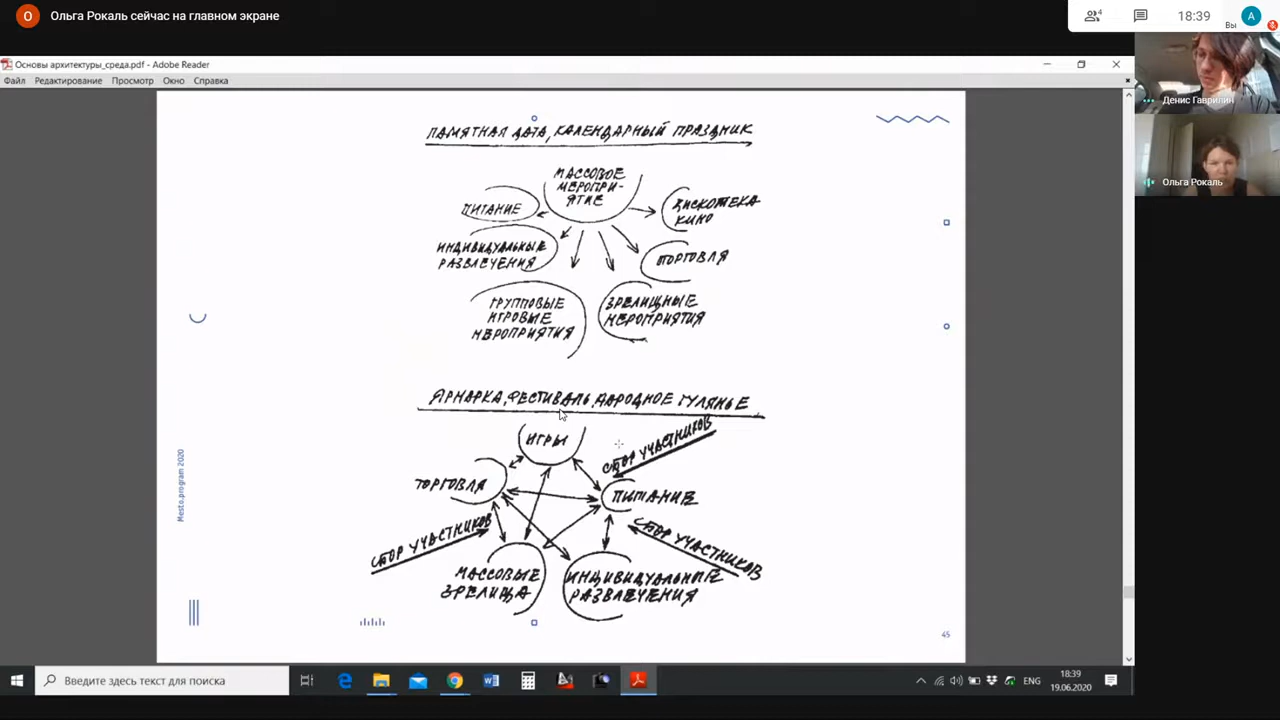 О
Ольга Рокаль сейчас на главном экране
4
18:39
Вы
А
Основы архитектуры_среда.pdf - Adobe Reader
Файл Редактирование Просмотр Окно Справка
Денис Гаврилин
Ольга Рокаль
ПАМЯТНАЯ ДАТА, КАЛЕНДАРНЫЙ ПРАЗДНИК
МАССОВОЕ
МЕРОПРИ-
ЯТИЕ
ПИТАНИЕ
ДИСКОТЕКА
КИНО
ИНДИВИДУАЛЬНЫЕ
РАЗВЛЕЧЕНИЯ
ТОРГОВЛЯ
ГРУППОВЫЕ
ИГРОВЫЕ
МЕРОПРИЯТИЯ
ЗРЕЛИЩНЫЕ
МЕРОПРИЯТИЯ
ЯРМАРКА, ФЕСТИВАЛЬ, НАРОДНОЕ ГУЛЯНЬЕ
ИГРЫ
СБОР УЧАСТНИКОВ
ТОРГОВЛЯ
ПИТАНИЕ
СБОР УЧАСТНИКОВ
СБОР УЧАСТНИКОВ
МАССОВЫЕ
ЗРЕЛИЩА
ИНДИВИДУАЛЬНЫЕ
РАЗВЛЕЧЕНИЯ
Mesto.program 2020
45
Введите здесь текст для поиска
ENG
18:39
19.06.2020